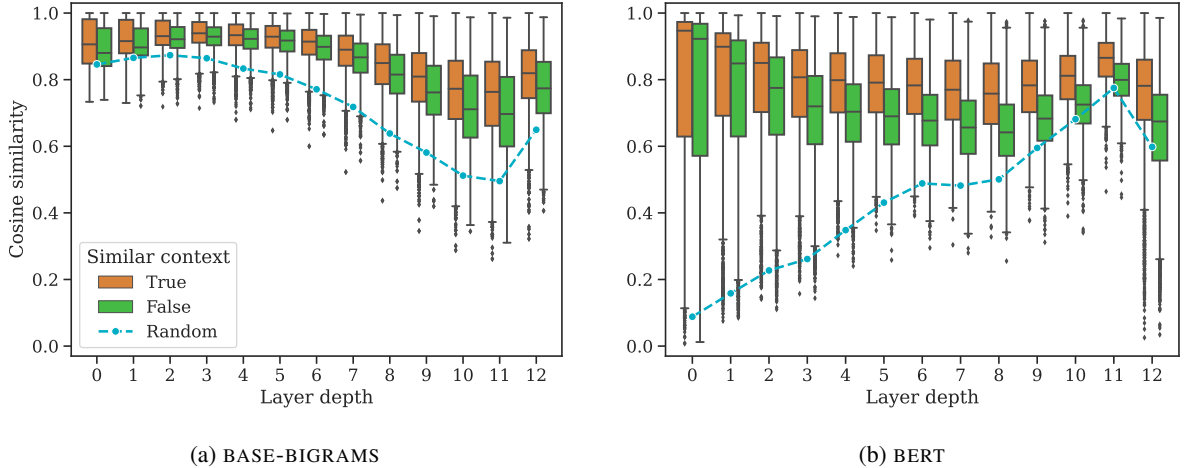 1.0
0.8
0.6
0.4
0.2
0.0
Cosine similarity
Similar context
True
False
Random
0 1 2 3 4 5 6 7 8 9 10 11 12
Layer depth
(a) BASE-BIGRAMS
1.0
0.8
0.6
0.4
0.2
0.0
0 1 2 3 4 5 6 7 8 9 10 11 12
Layer depth
(b) BERT